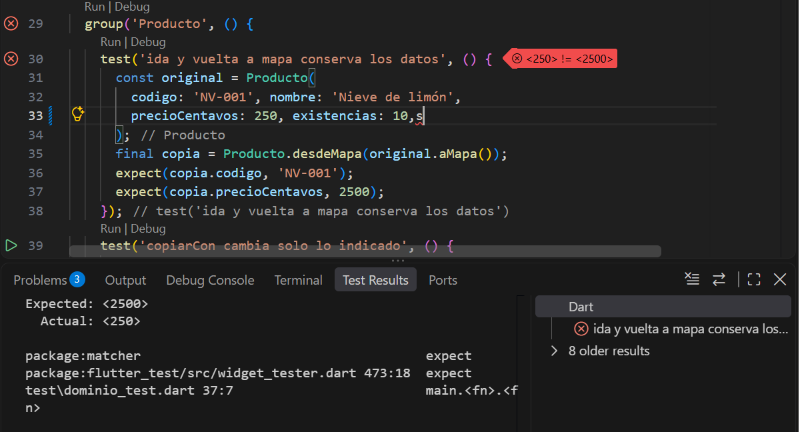 Run | Debug
29 group('Producto', () {
Run | Debug
30 test('ida y vuelta a mapa conserva los datos', () { <250> != <2500>
31 const original = Producto(
32 codigo: 'NV-001', nombre: 'Nieve de limón',
33 precioCentavos: 250, existencias: 10,s
34 ); // Producto
35 final copia = Producto.desdeMapa(original.aMapa());
36 expect(copia.codigo, 'NV-001');
37 expect(copia.precioCentavos, 2500);
38 }); // test('ida y vuelta a mapa conserva los datos')
Run | Debug
39 test('copiarCon cambia solo lo indicado', () {
Problems 3 Output Debug Console Terminal Test Results Ports
Expected: <2500>
Actual: <250>
package:matcher expect
package:flutter_test/src/widget_tester.dart 473:18 expect
test\dominio_test.dart 37:7 main.<fn>.<f
n>
Dart
ida y vuelta a mapa conserva los...
8 older results